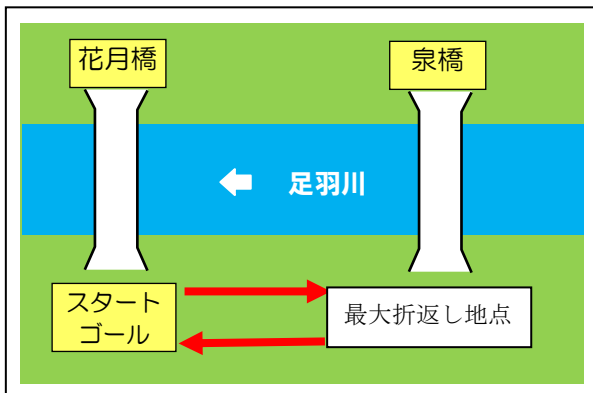 花月橋
泉橋
足羽川
スタート
ゴール
最大折返し地点